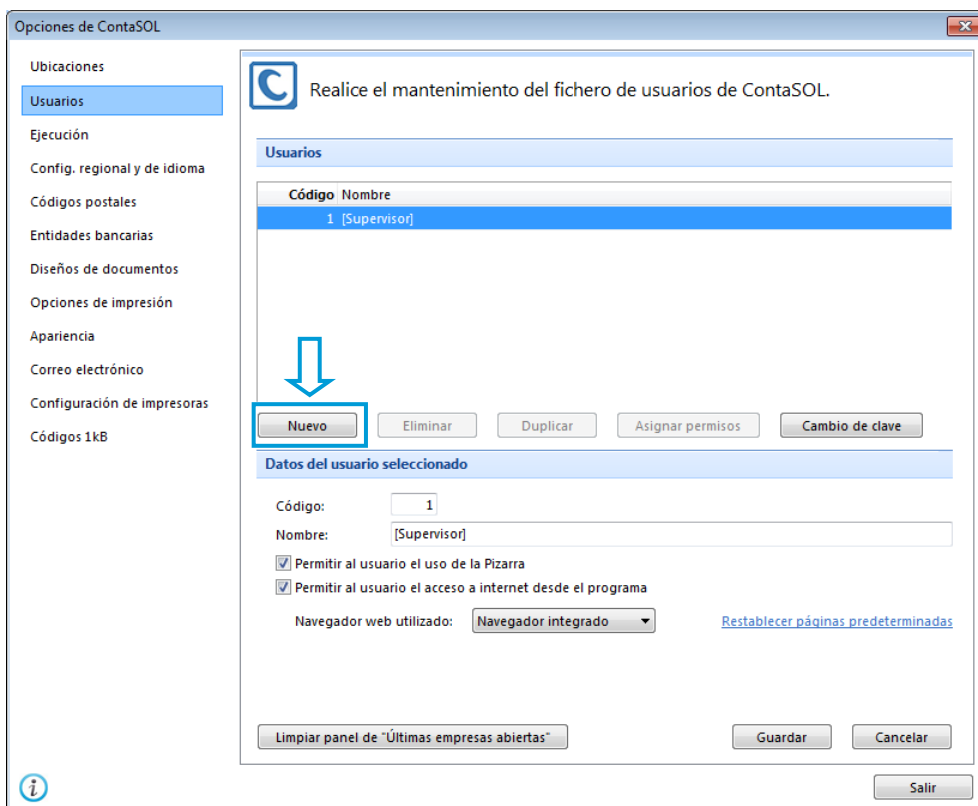 Opciones de ContaSOL
Ubicaciones
Usuarios
Ejecución
Config. regional y de idioma
Códigos postales
Entidades bancarias
Diseños de documentos
Opciones de impresión
Apariencia
Correo electrónico
Configuración de impresoras
Códigos 1kB
C
Realice el mantenimiento del fichero de usuarios de ContaSOL.
Usuarios
Código Nombre
1 [Supervisor]
Nuevo Eliminar Duplicar Asignar permisos Cambio de clave
Datos del usuario seleccionado
Código: 1
Nombre: [Supervisor]
Permitir al usuario el uso de la Pizarra
Permitir al usuario el acceso a internet desde el programa
Navegador web utilizado: Navegador integrado Restablecer páginas predeterminadas
Limpiar panel de "Últimas empresas abiertas" Guardar Cancelar
i Salir